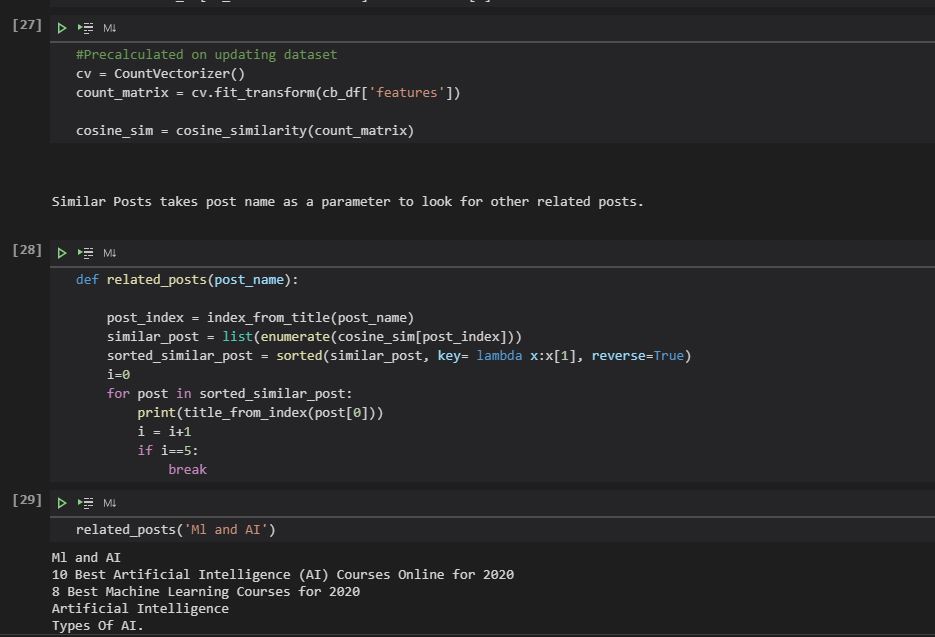 [27]
M↓
#Precalculated on updating dataset
cv = CountVectorizer()
count_matrix = cv.fit_transform(cb_df['features'])
cosine_sim = cosine_similarity(count_matrix)
Similar Posts takes post name as a parameter to look for other related posts.
[28]
M↓
def related_posts(post_name):
post_index = index_from_title(post_name)
similar_post = list(enumerate(cosine_sim[post_index]))
sorted_similar_post = sorted(similar_post, key= lambda x:x[1], reverse=True)
i=0
for post in sorted_similar_post:
print(title_from_index(post[0]))
i = i+1
if i==5:
break
[29]
M↓
related_posts('Ml and AI')
Ml and AI
10 Best Artificial Intelligence (AI) Courses Online for 2020
8 Best Machine Learning Courses for 2020
Artificial Intelligence
Types Of AI.